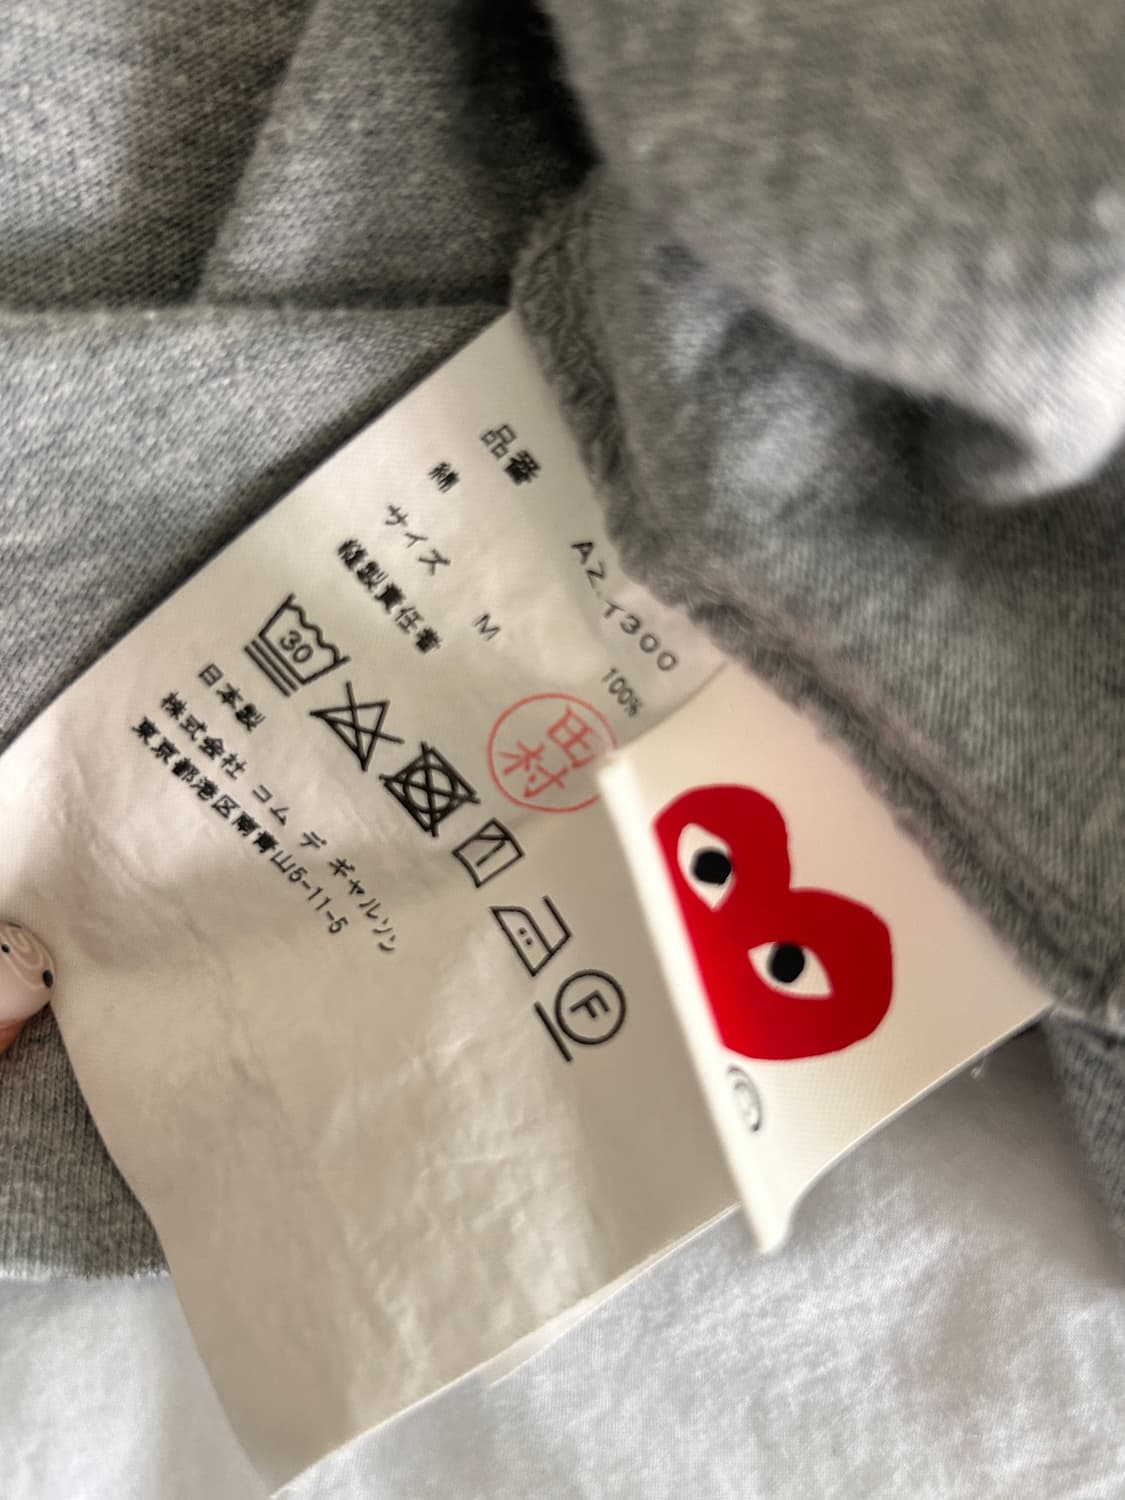 品番 AZ-T300
綿 100%
サイズ M
縫製責任者 田村
30
F
日本製
株式会社 コム デ ギャルソン
東京都港区南青山5-11-5
©